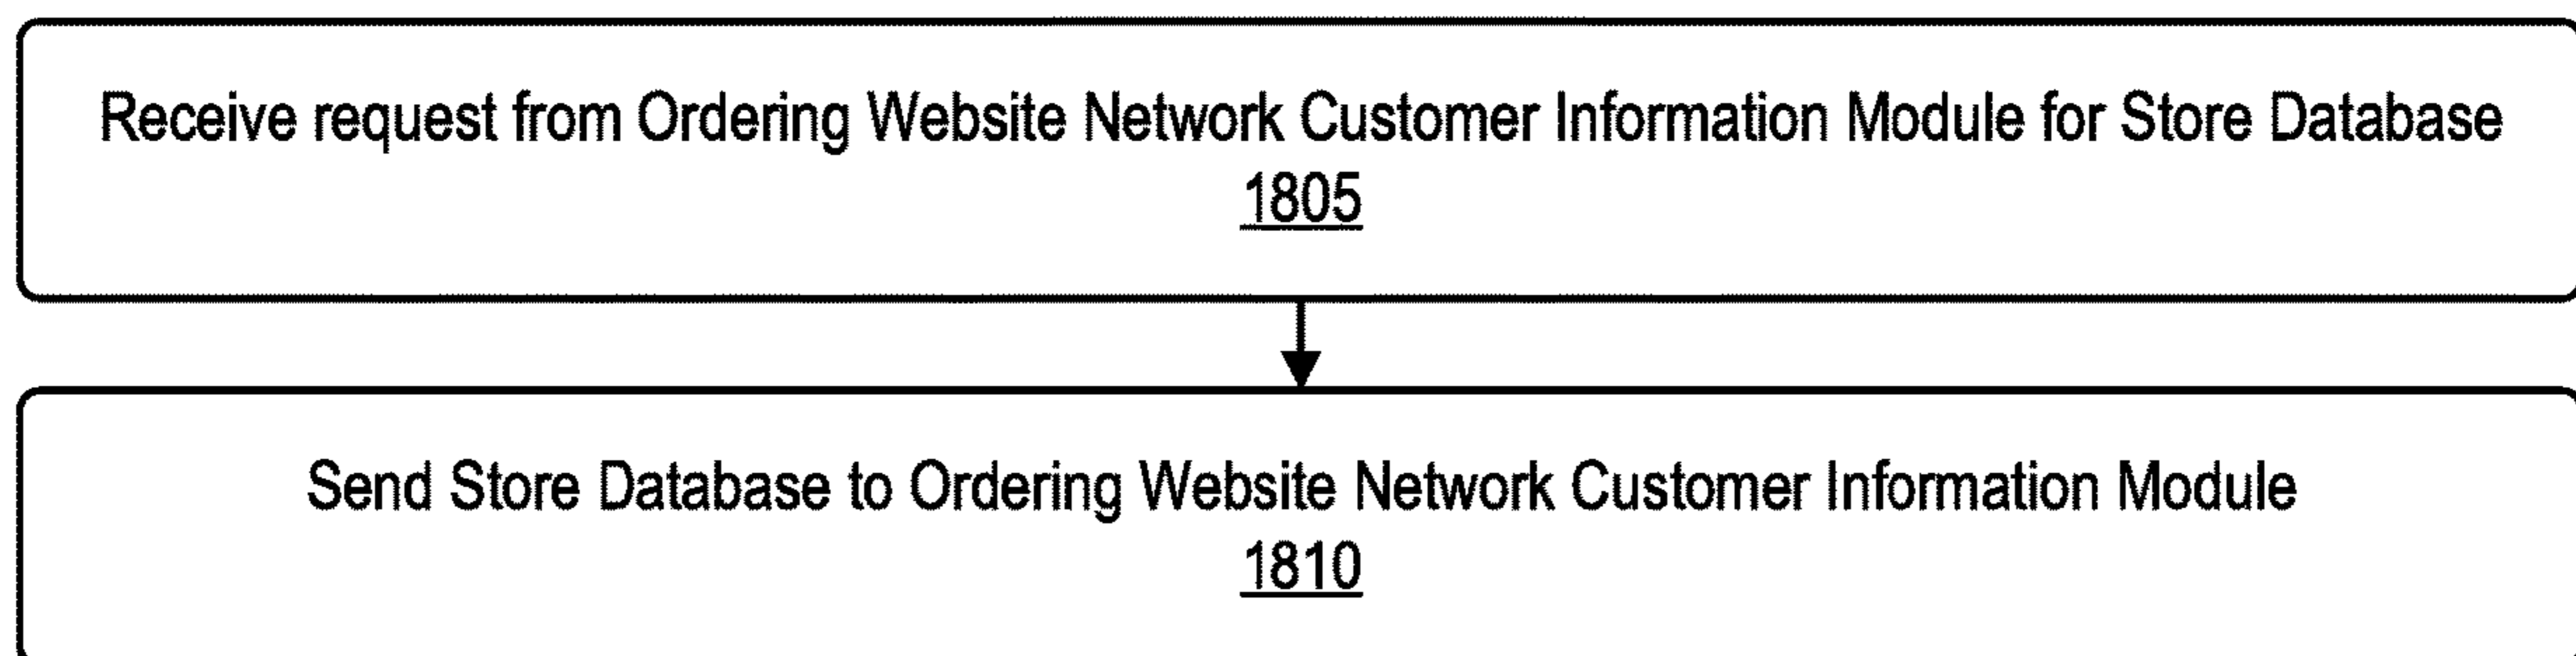 Receive request from Ordering Website Network Customer Information Module for Store Database
1805
Send Store Database to Ordering Website Network Customer Information Module
1810